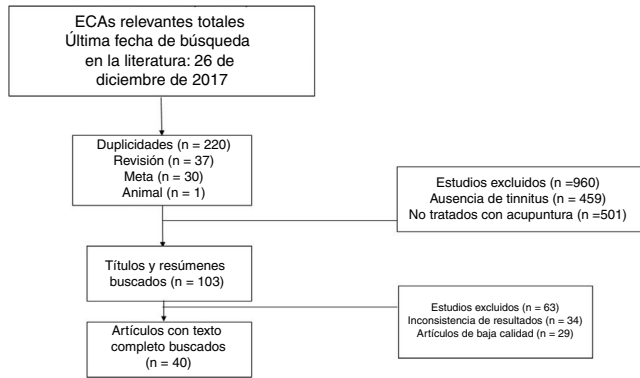 ECAs relevantes totales
Última fecha de búsqueda
en la literatura: 26 de
diciembre de 2017
Duplicidades (n = 220)
Revisión (n = 37)
Meta (n = 30)
Animal (n = 1)
Estudios excluidos (n =960)
Ausencia de tinnitus (n = 459)
No tratados con acupuntura (n =501)
Títulos y resúmenes
buscados (n = 103)
Estudios excluidos (n = 63)
Inconsistencia de resultados (n = 34)
Artículos de baja calidad (n = 29)
Artículos con texto
completo buscados
n = 40)